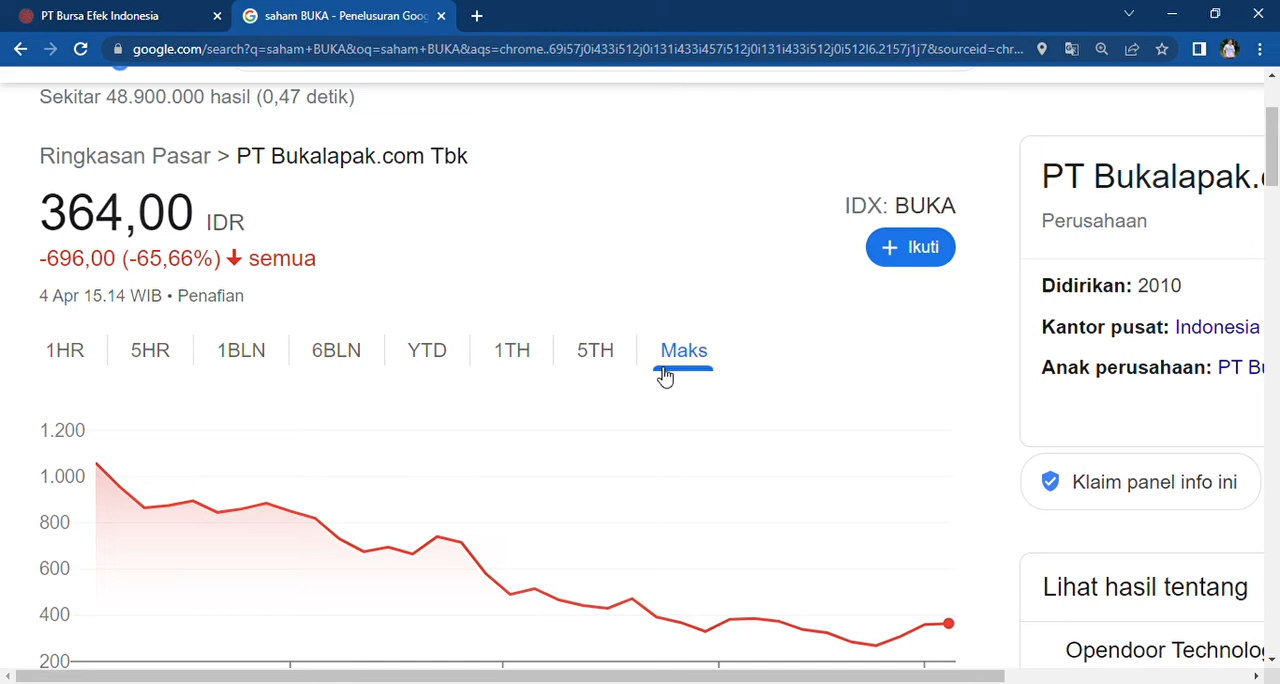 PT Bursa Efek Indonesia
saham BUKA - Penelusuran Goog
google.com/search?q=saham+BUKA&oq=saham+BUKA&aqs=chrome..69i57j0i433i512j0i131i433i457i512j0i131i433i512j0i512l6.2157j1j7&sourceid=chr...
Sekitar 48.900.000 hasil (0,47 detik)
Ringkasan Pasar > PT Bukalapak.com Tbk
364,00 IDR
-696,00 (-65,66%) semua
4 Apr 15.14 WIB • Penafian
IDX: BUKA
+ Ikuti
1HR 5HR 1BLN 6BLN YTD 1TH 5TH Maks
1.200
1.000
800
600
400
200
PT Bukalapak.
Perusahaan
Didirikan: 2010
Kantor pusat: Indonesia
Anak perusahaan: PT Bu
Klaim panel info ini
Lihat hasil tentang
Opendoor Technolog